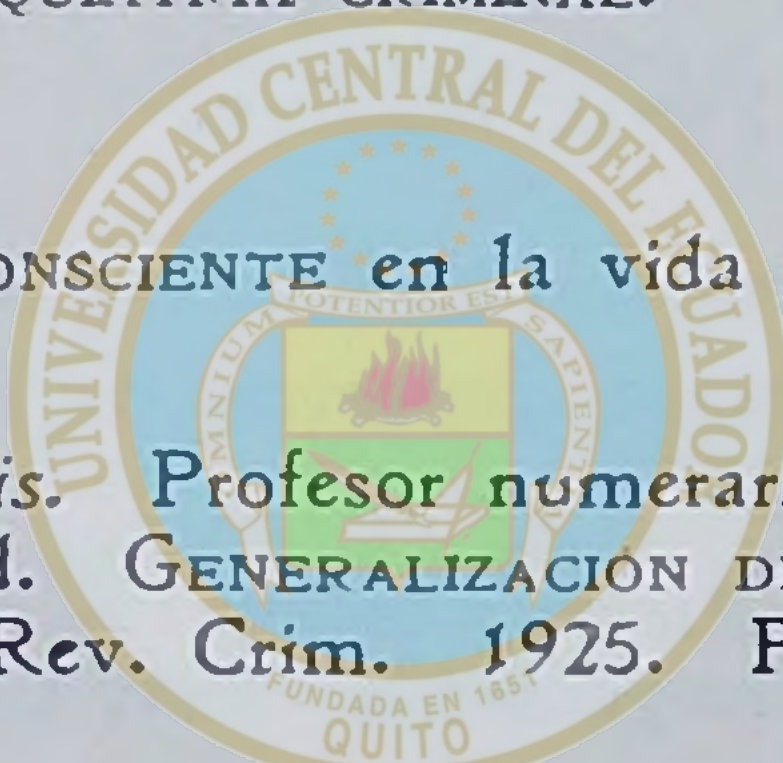 CRIMINAL.
UNIVERSIDAD CENTRAL DEL ECUADOR
ONSCIENTE en la vida
OMNIUM POTENTIOR EST SAPIENTIA
is. Profesor numerar
GENERALIZACIÓN D
Rev. Crim. 1925. F
FUNDADA EN 1651
QUITO